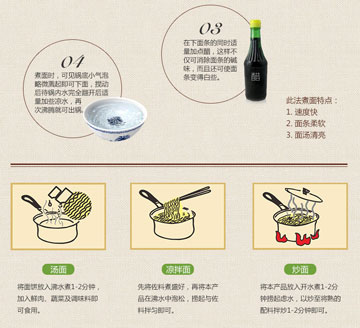 03
在下面条的同时适
量加点醋,这样不
仅可消除面条的碱
味,而且还可使面
条变得白些。
醋
04
煮面时,可见锅底小气泡
略微凫起即可下面,搅动
后待锅内水完全翻开后适
量加些凉水,再
次沸腾就可出锅.
此法煮面特点:
1. 速度快
2. 面条柔软
3. 面汤清亮
汤面
将面饼放入沸水煮1-2分钟,
加入鲜肉、蔬菜及调味料即
可食用。
凉拌面
先将佐料煮盛好,再将本产
品在沸水中泡松,捞起与佐
料拌匀即可。
炒面
将本产品放入开水煮1-2分
钟捞起滤水,以炒至将熟的
配料拌炒1-2分钟即可。